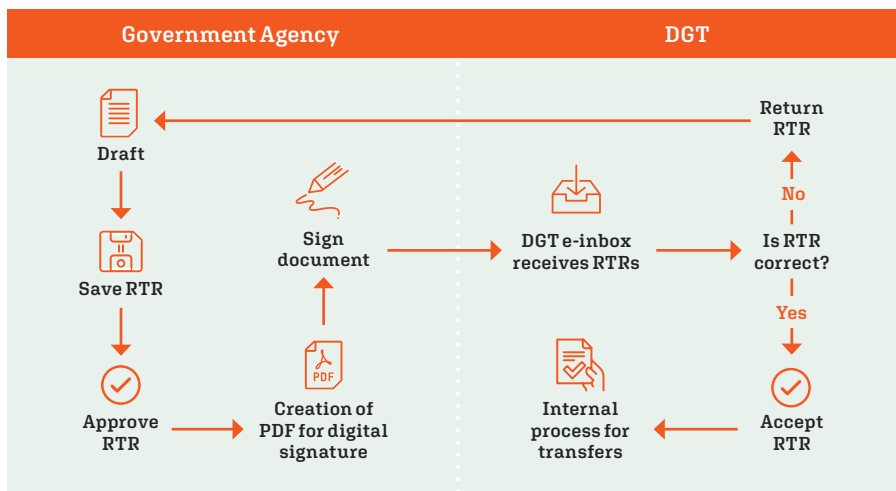 Government Agency
DGT
Draft
Save RTR
Approve
RTR
PDF
Creation of
PDF for digital
signature
Sign
document
DGT e-inbox
receives RTRs
Is RTR
correct?
No
Return
RTR
Yes
Accept
RTR
Internal
process for
transfers